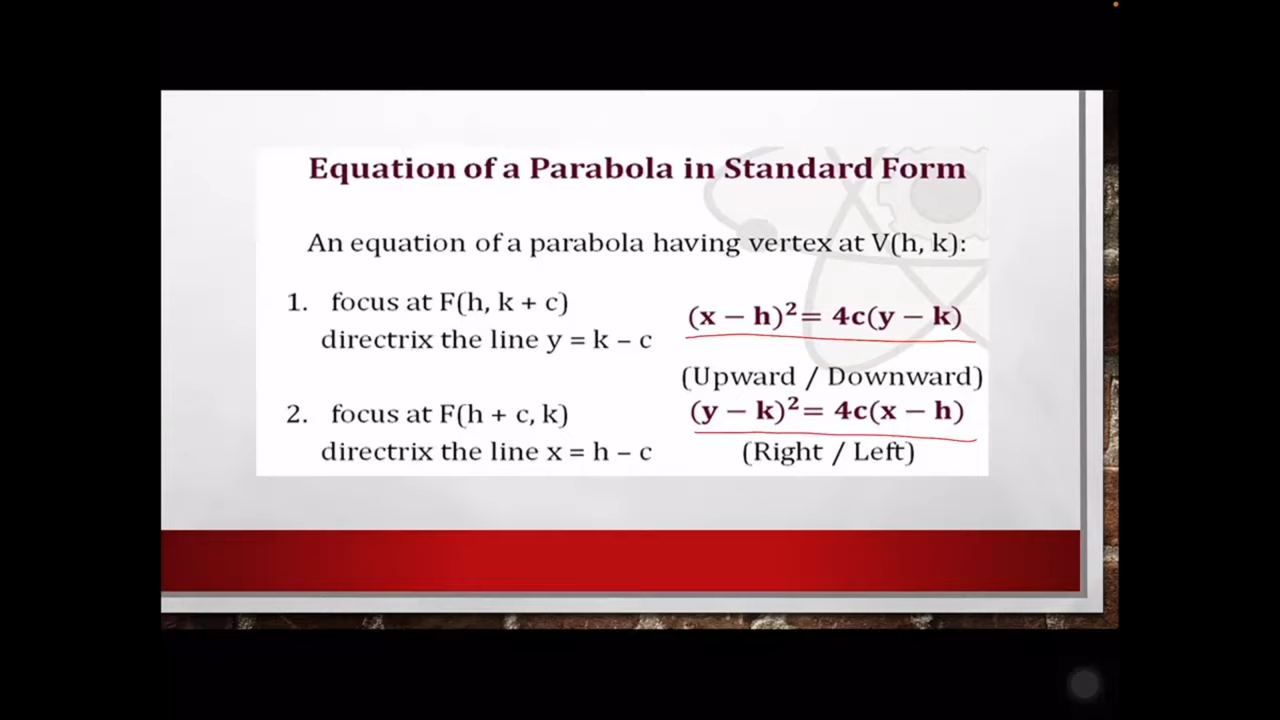 Equation of a Parabola in Standard Form
An equation of a parabola having vertex at V(h, k):
1. focus at F(h, k + c)
directrix the line y = k – c
(x – h)²= 4c(y – k)
(Upward / Downward)
2. focus at F(h + c, k)
directrix the line x = h – c
(y – k)²= 4c(x – h)
(Right / Left)